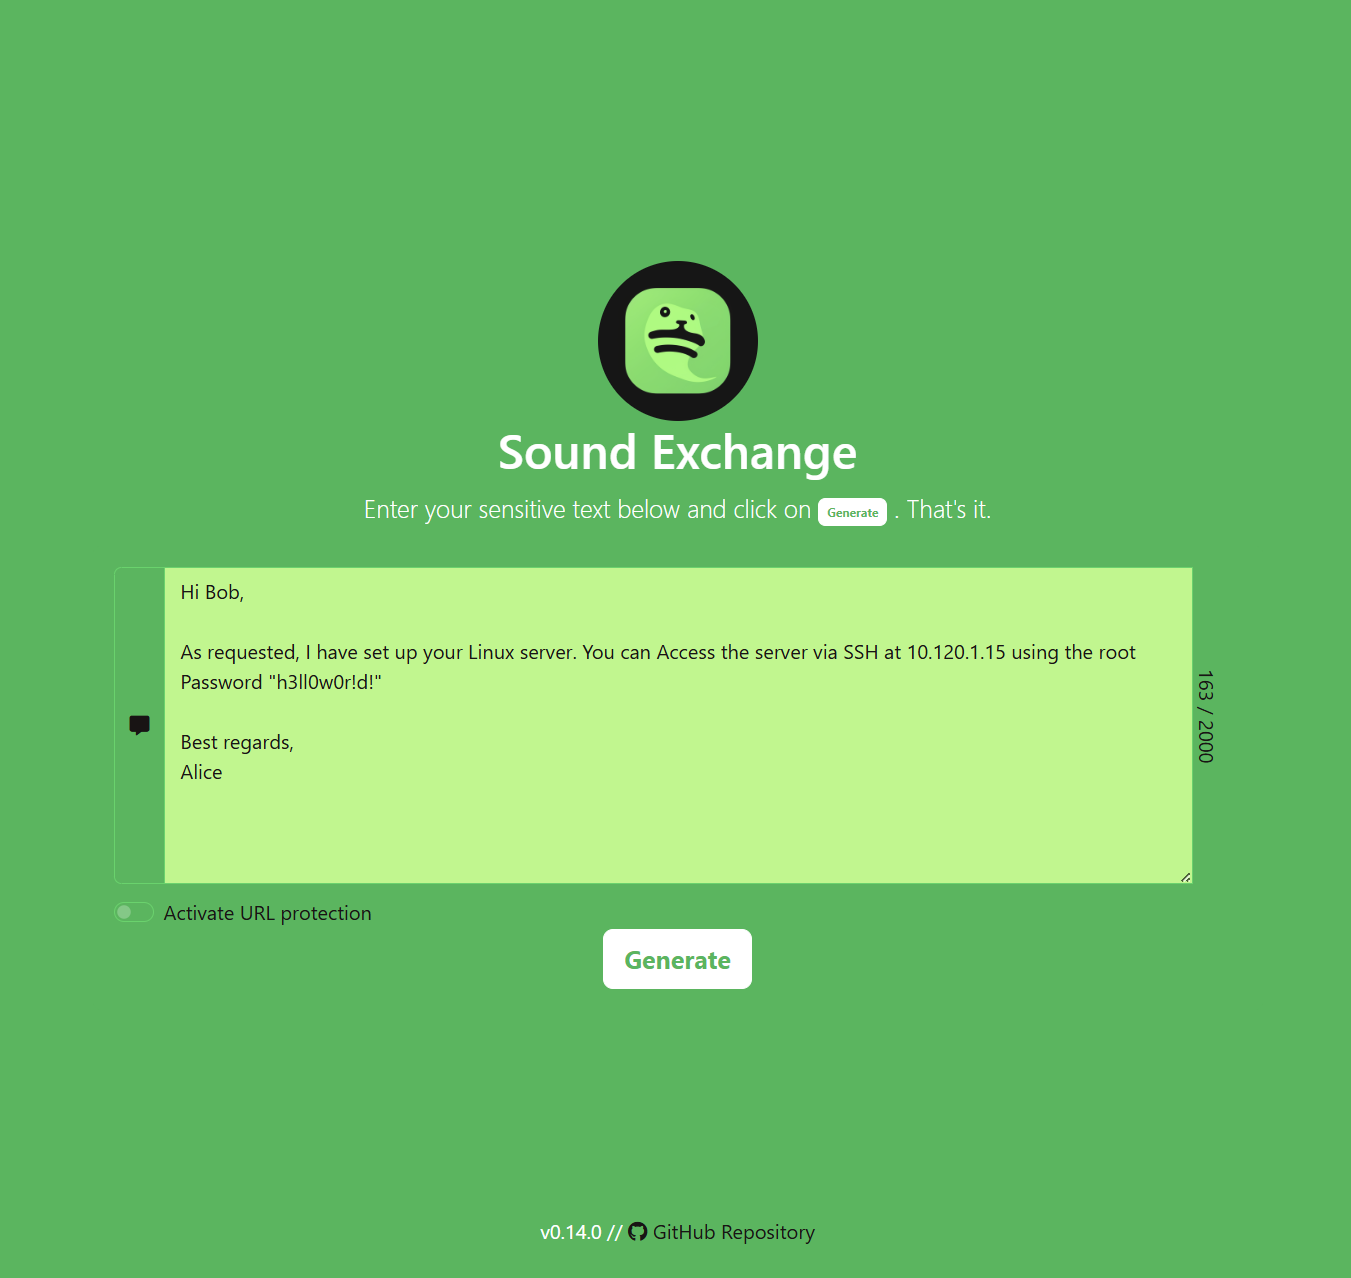 Sound Exchange
Enter your sensitive text below and click on Generate . That's it.
Hi Bob,
As requested, I have set up your Linux server. You can Access the server via SSH at 10.120.1.15 using the root
Password "h3ll0w0r!d!"
Best regards,
Alice
163 / 2000
Activate URL protection
Generate
v0.14.0 // GitHub Repository